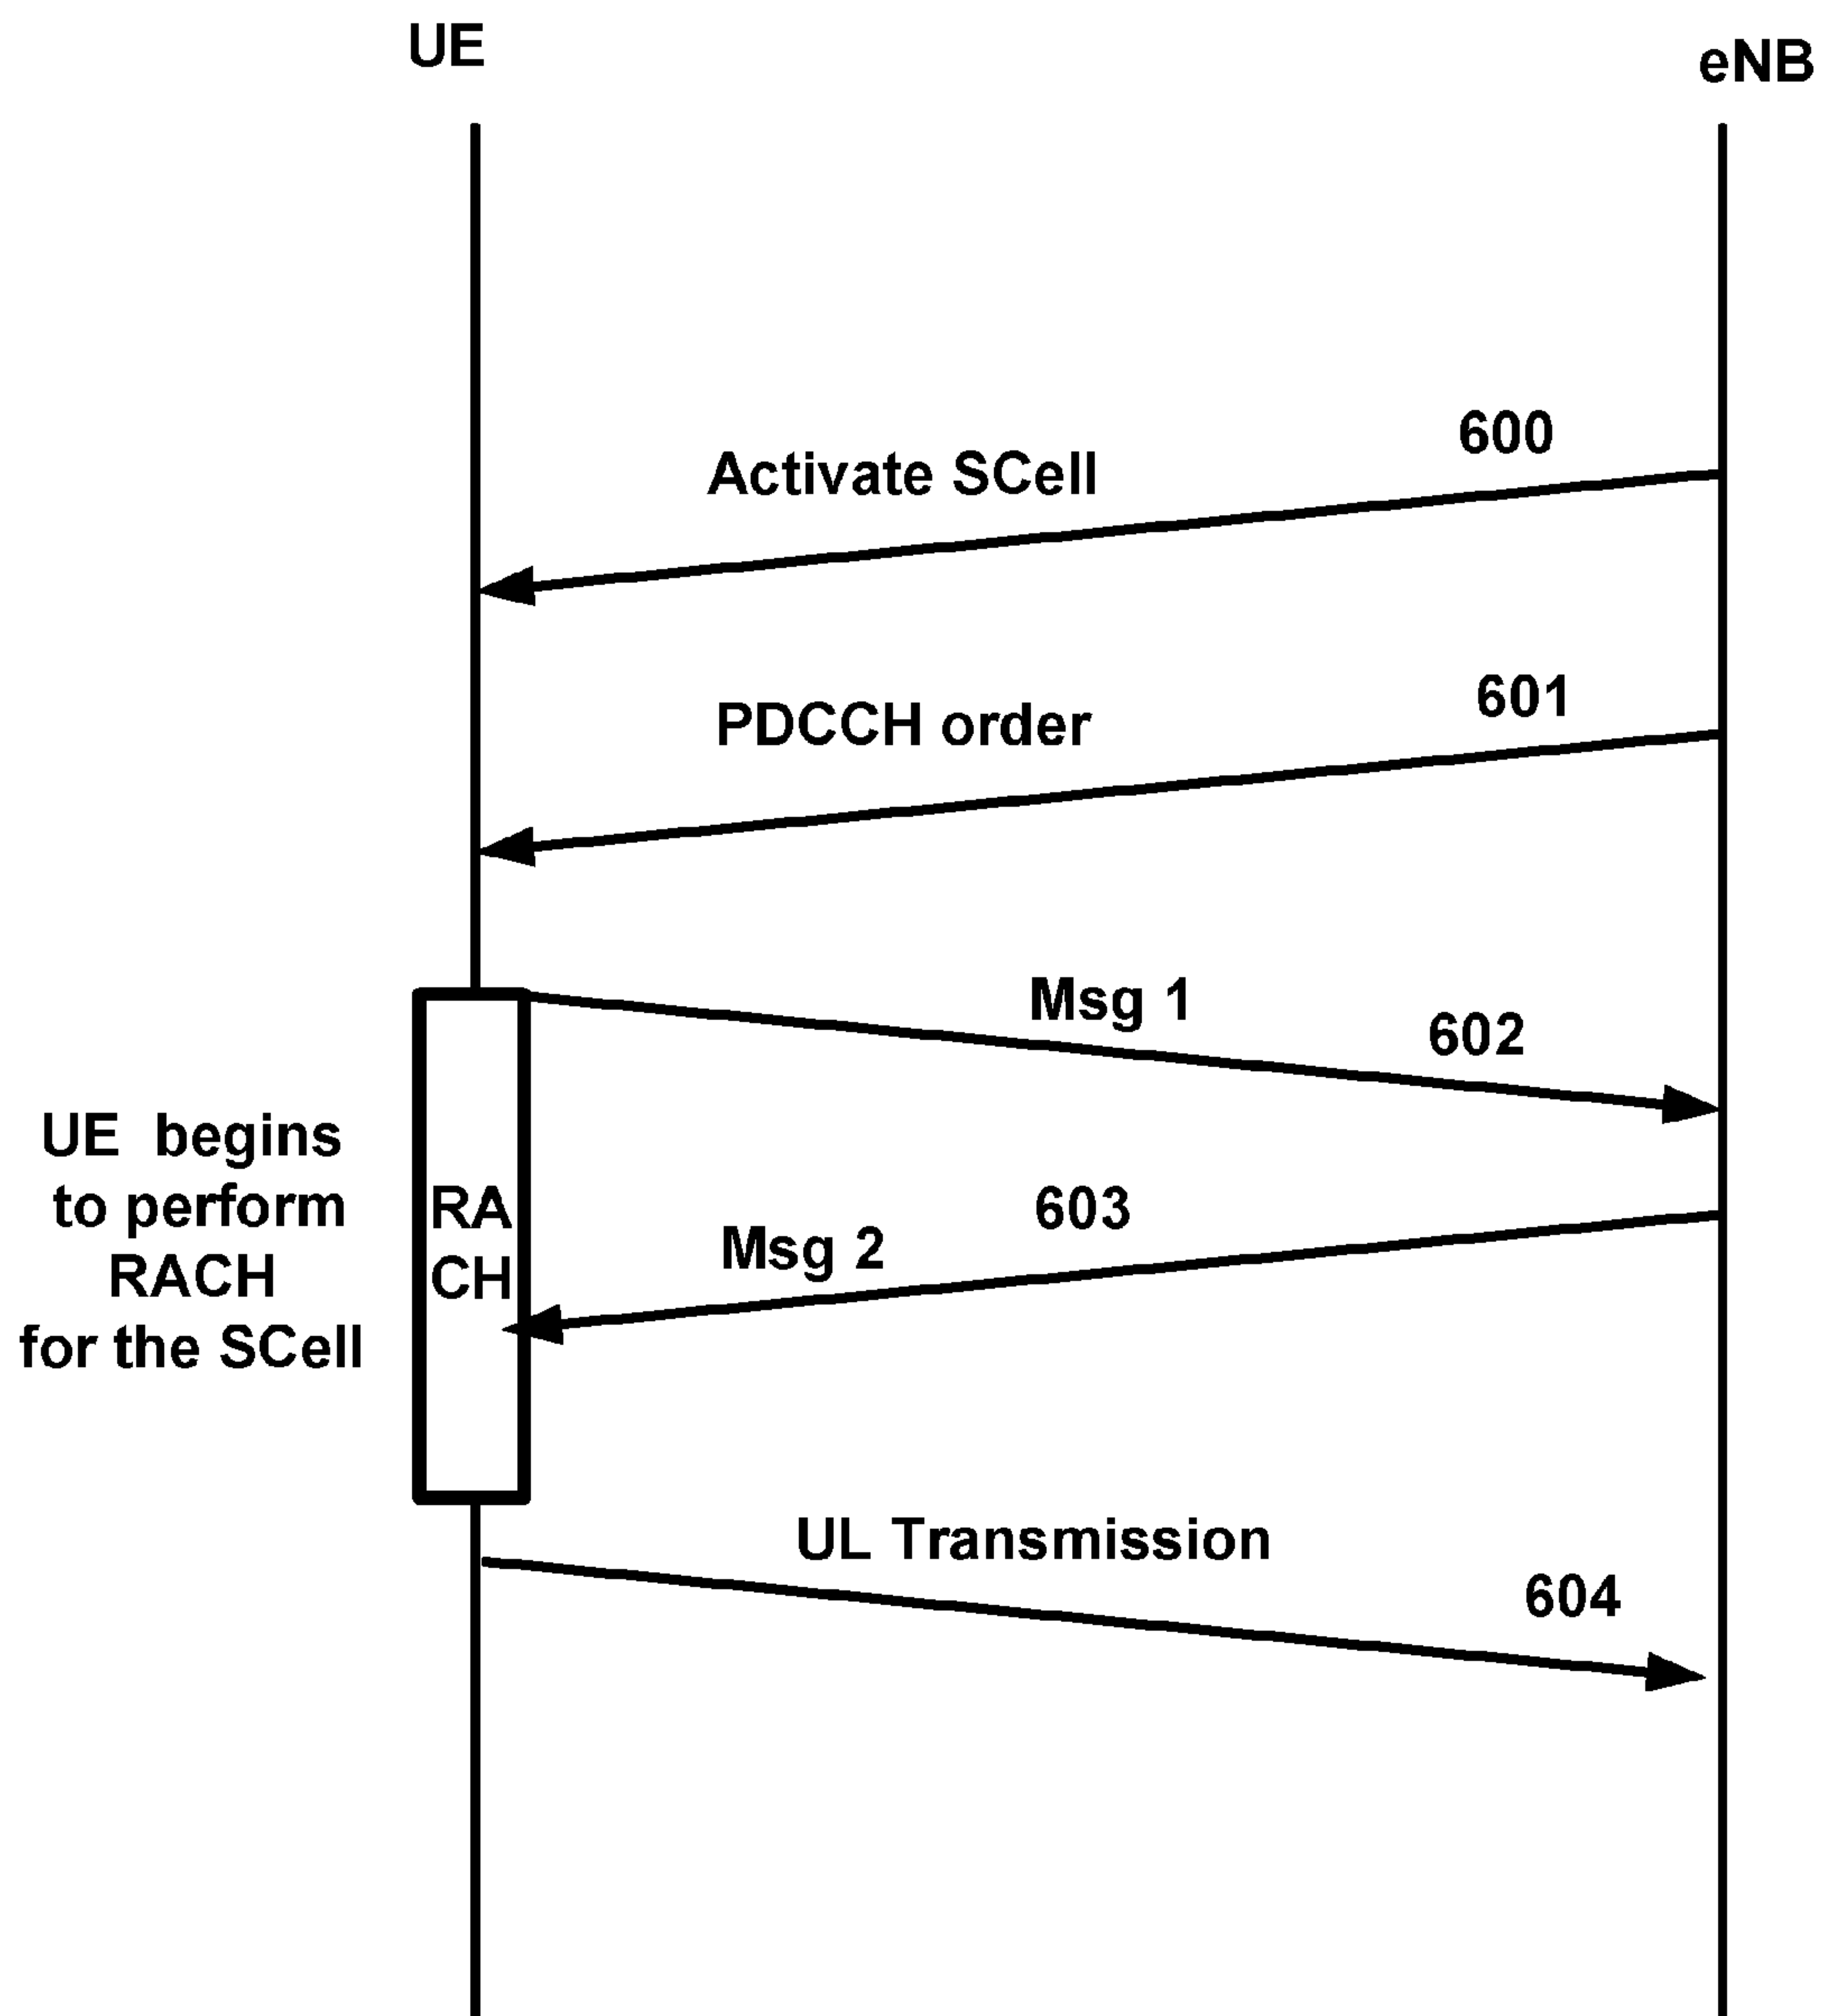 UE
eNB
600
Activate SCell
601
PDCCH order
Msg 1
602
UE begins
to perform
RACH
for the SCell
RA
CH
603
Msg 2
UL Transmission
604